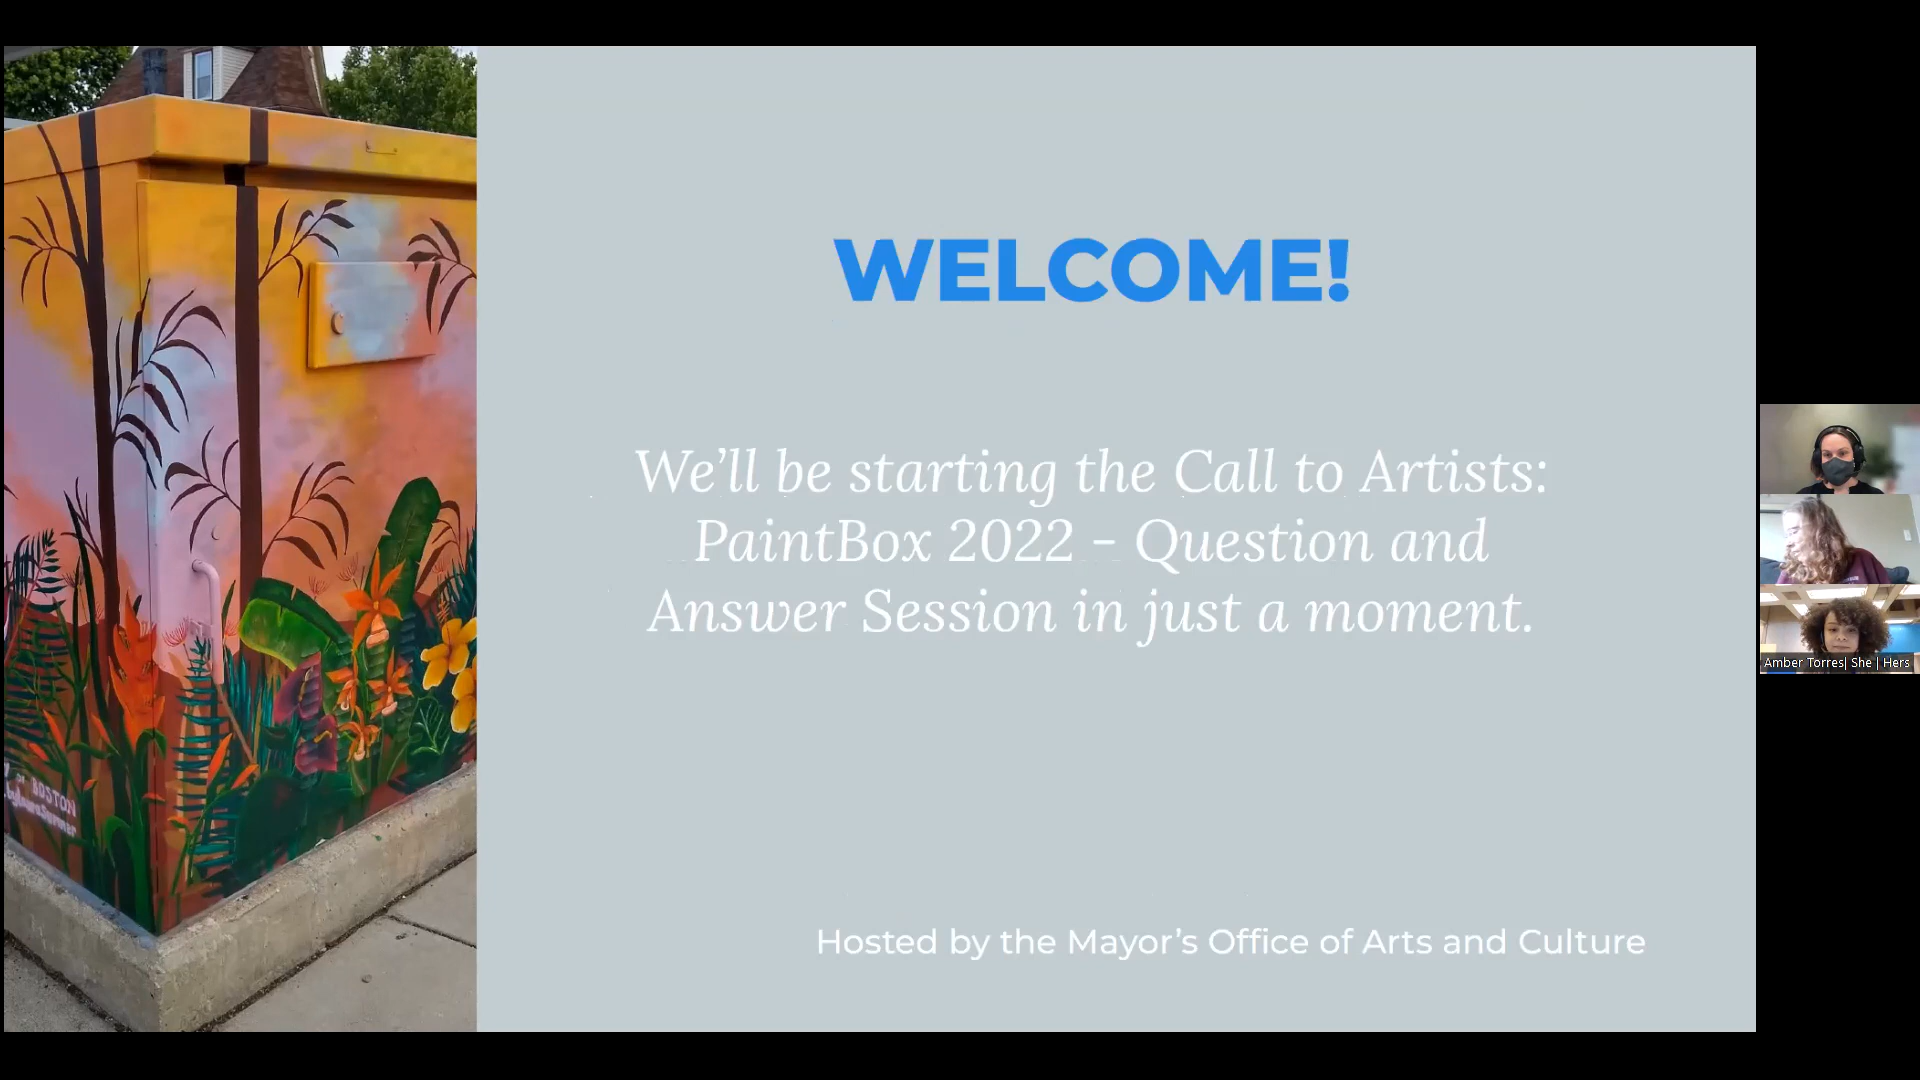 WELCOME!
We’ll be starting the Call to Artists:
PaintBox 2022 - Question and
Answer Session in just a moment.
Hosted by the Mayor’s Office of Arts and Culture
Amber Torres| She | Hers
BOSTON